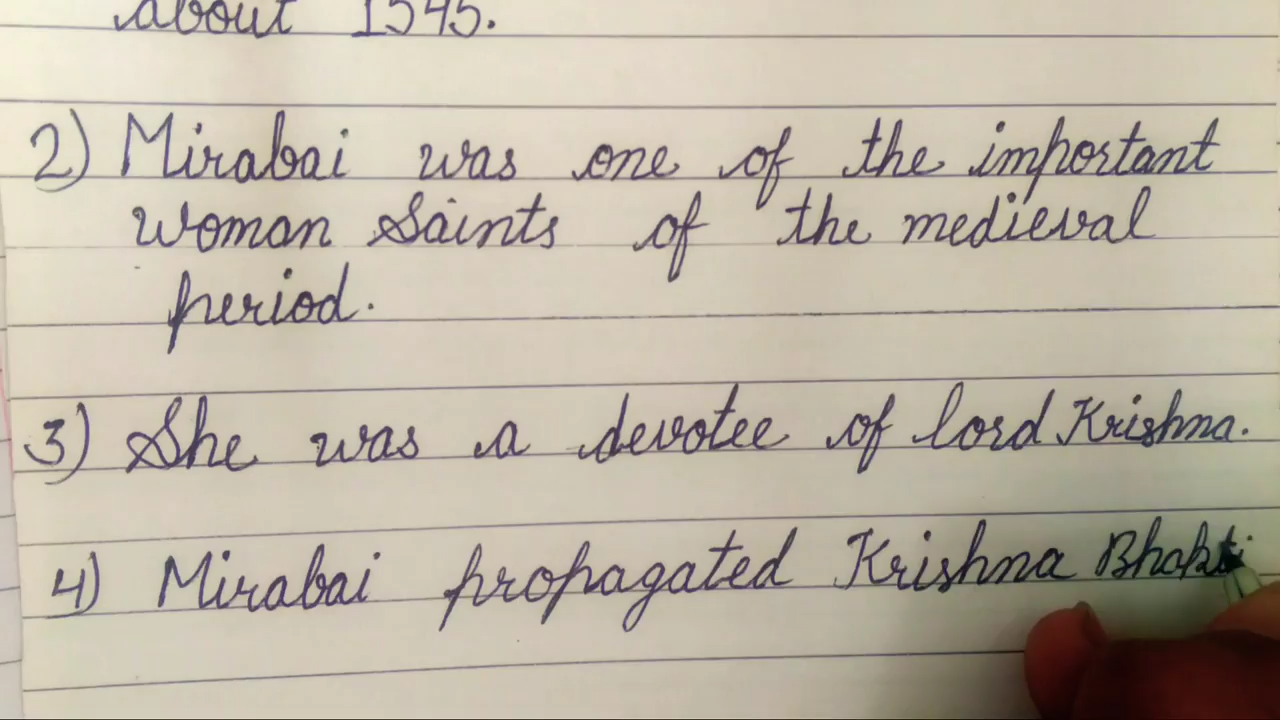 about 1545.
2) Mirabai was one of the important
woman Saints of the medieval
period.
3) She was a devotee of lord Krishna.
4) Mirabai propagated Krishna Bhakti